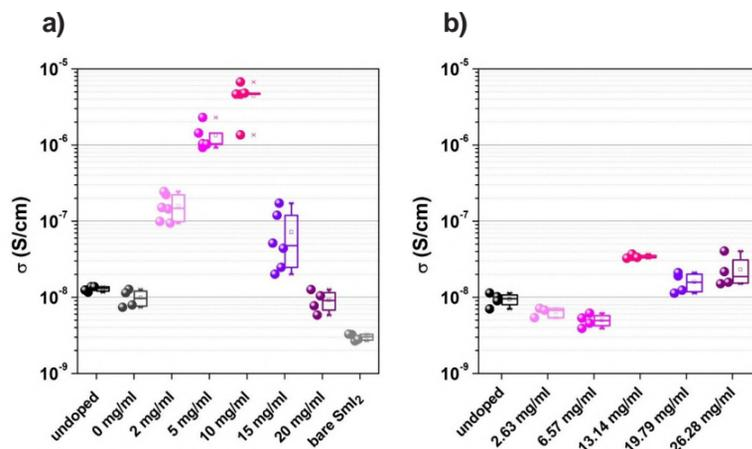 a)
b)
10⁻⁵
10⁻⁶
10⁻⁷
10⁻⁸
10⁻⁹
σ (S/cm)
undoped
0 mg/ml
2 mg/ml
5 mg/ml
10 mg/ml
15 mg/ml
20 mg/ml
bare SmI₂
10⁻⁵
10⁻⁶
10⁻⁷
10⁻⁸
10⁻⁹
σ (S/cm)
undoped
2.63 mg/ml
6.57 mg/ml
13.14 mg/ml
19.79 mg/ml
26.28 mg/ml